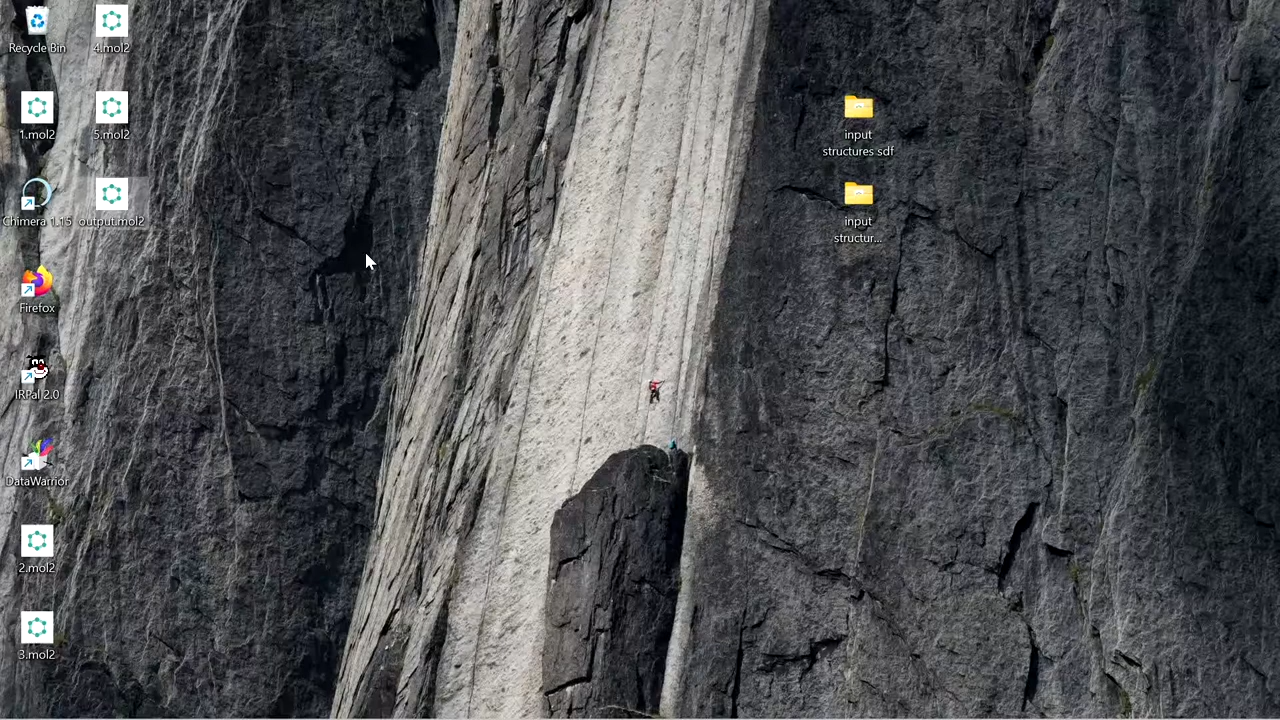 Recycle Bin
4.mol2
1.mol2
5.mol2
Chimera 1.15
output.mol2
Firefox
IRPal 2.0
DataWarrior
2.mol2
3.mol2
input
structures sdf
input
structur...